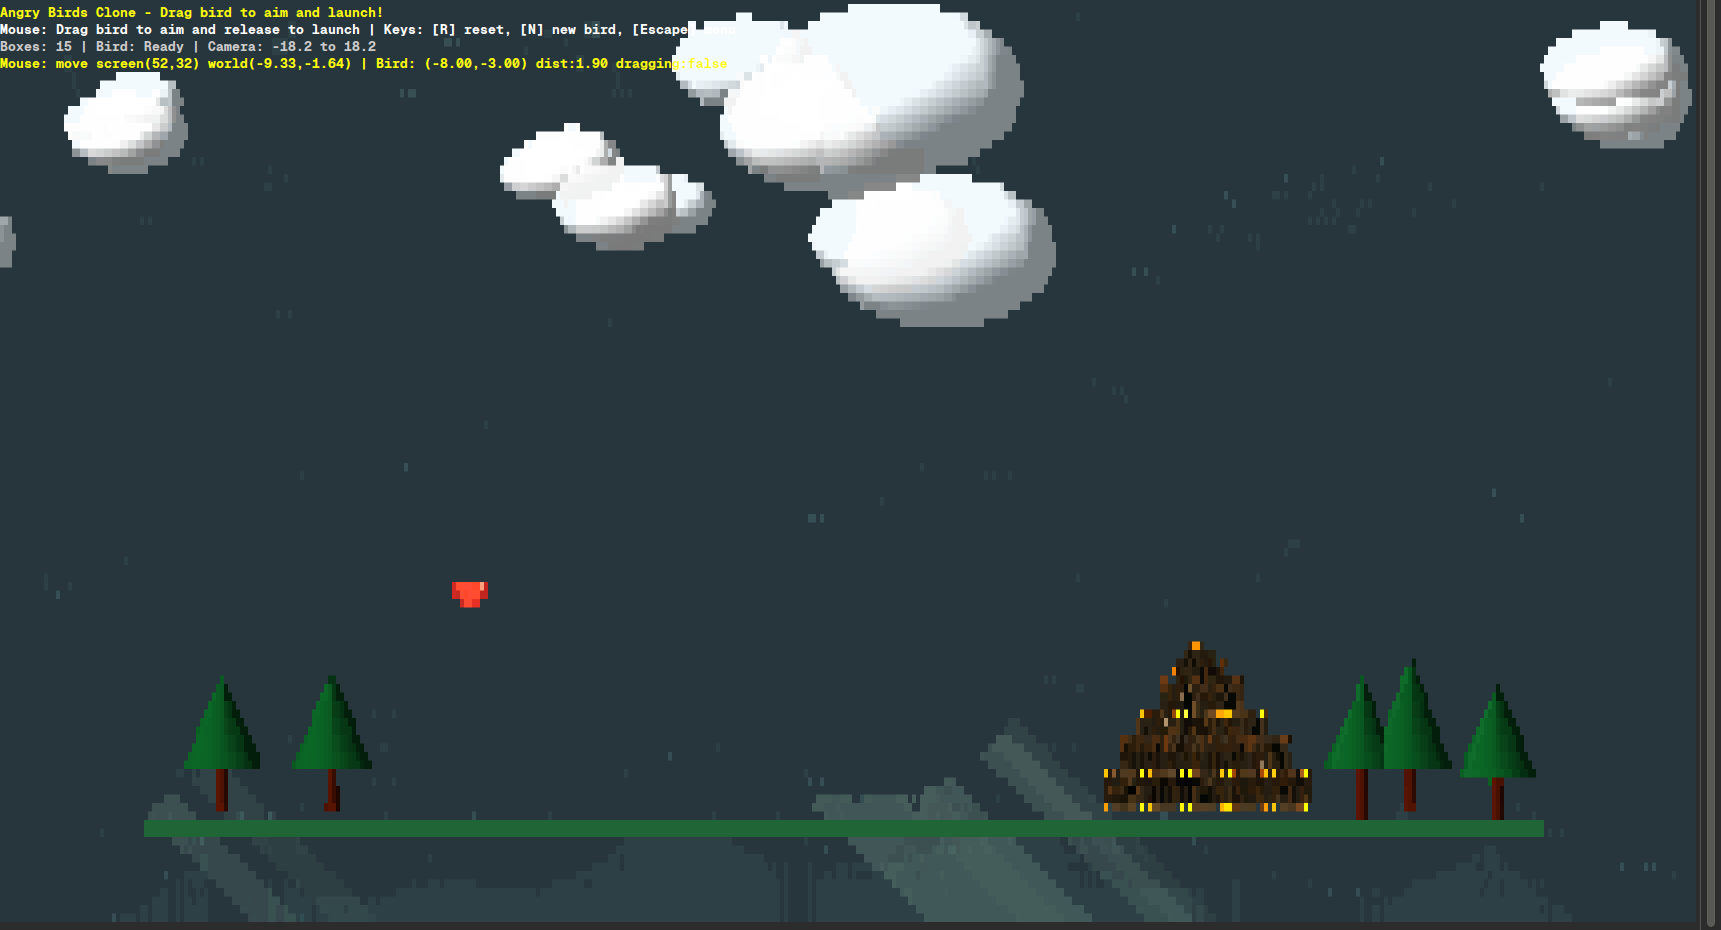 Angry Birds Clone - Drag bird to aim and launch!
Mouse: Drag bird to aim and release to launch | Keys: [R] reset, [N] new bird, [Escape
Boxes: 15 | Bird: Ready | Camera: -18.2 to 18.2
Mouse: move screen(52,32) world(-9.33,-1.64) | Bird: (-8.00,-3.00) dist:1.90 dragging:false